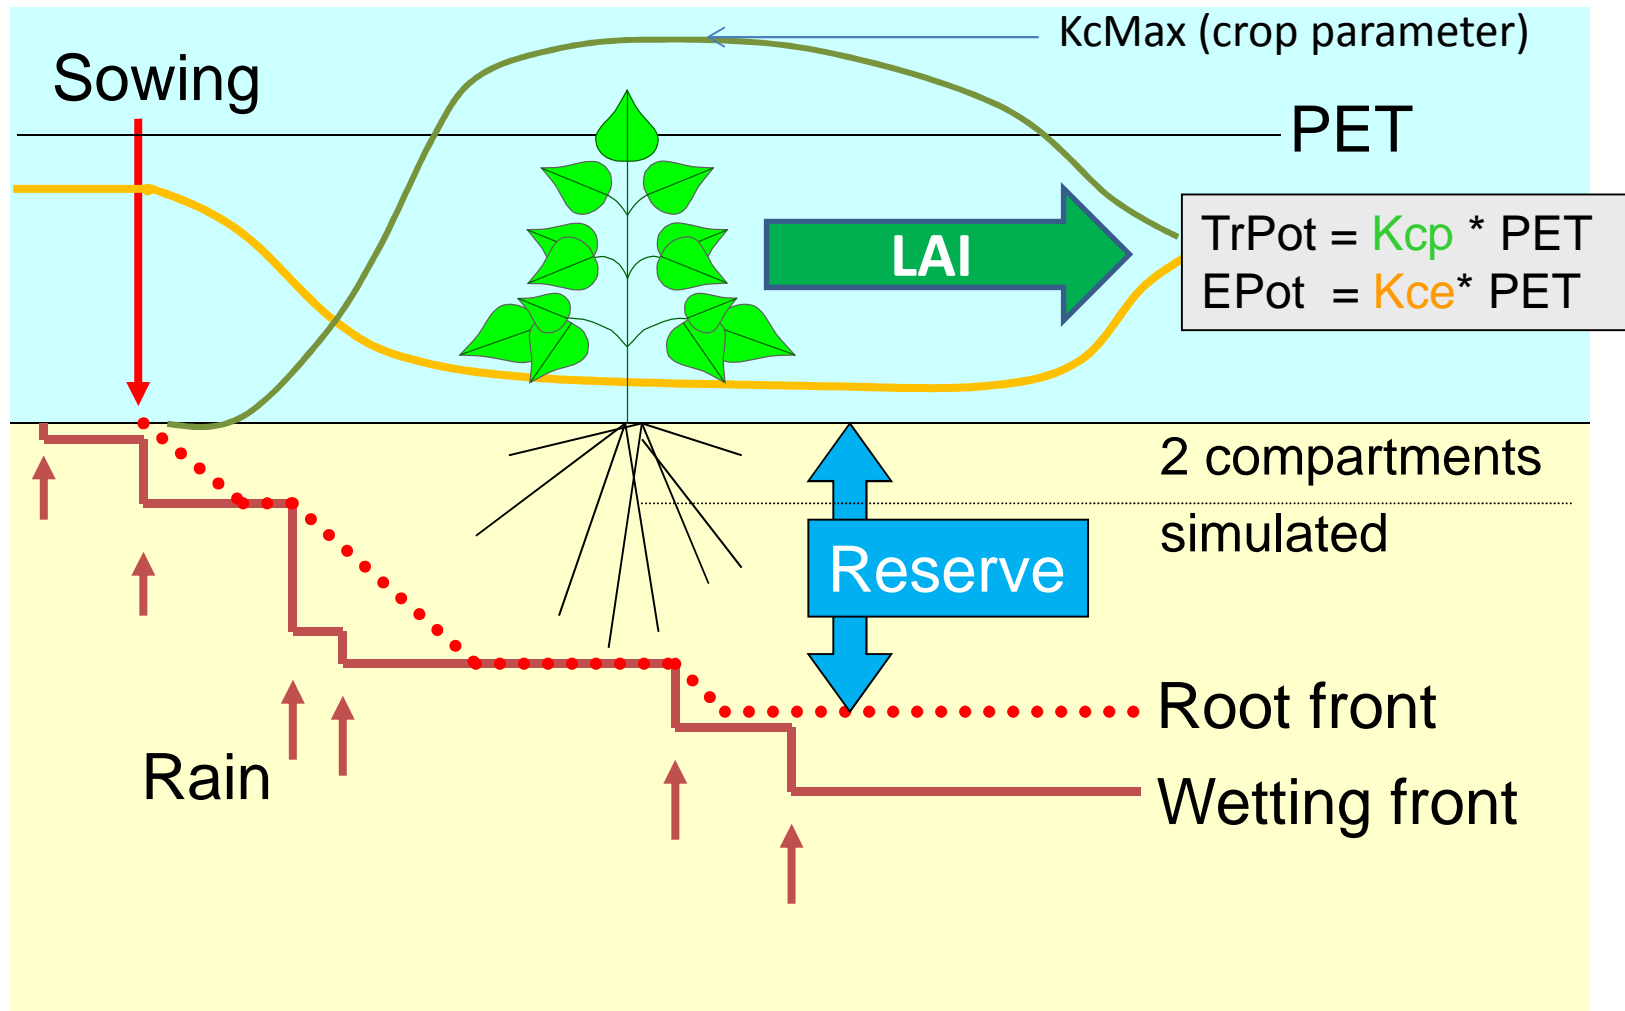 KcMax (crop parameter)
Sowing
PET
TrPot = Kcp * PET
EPot = Kce* PET
LAI
2 compartments
simulated
Reserve
Root front
Rain
Wetting front